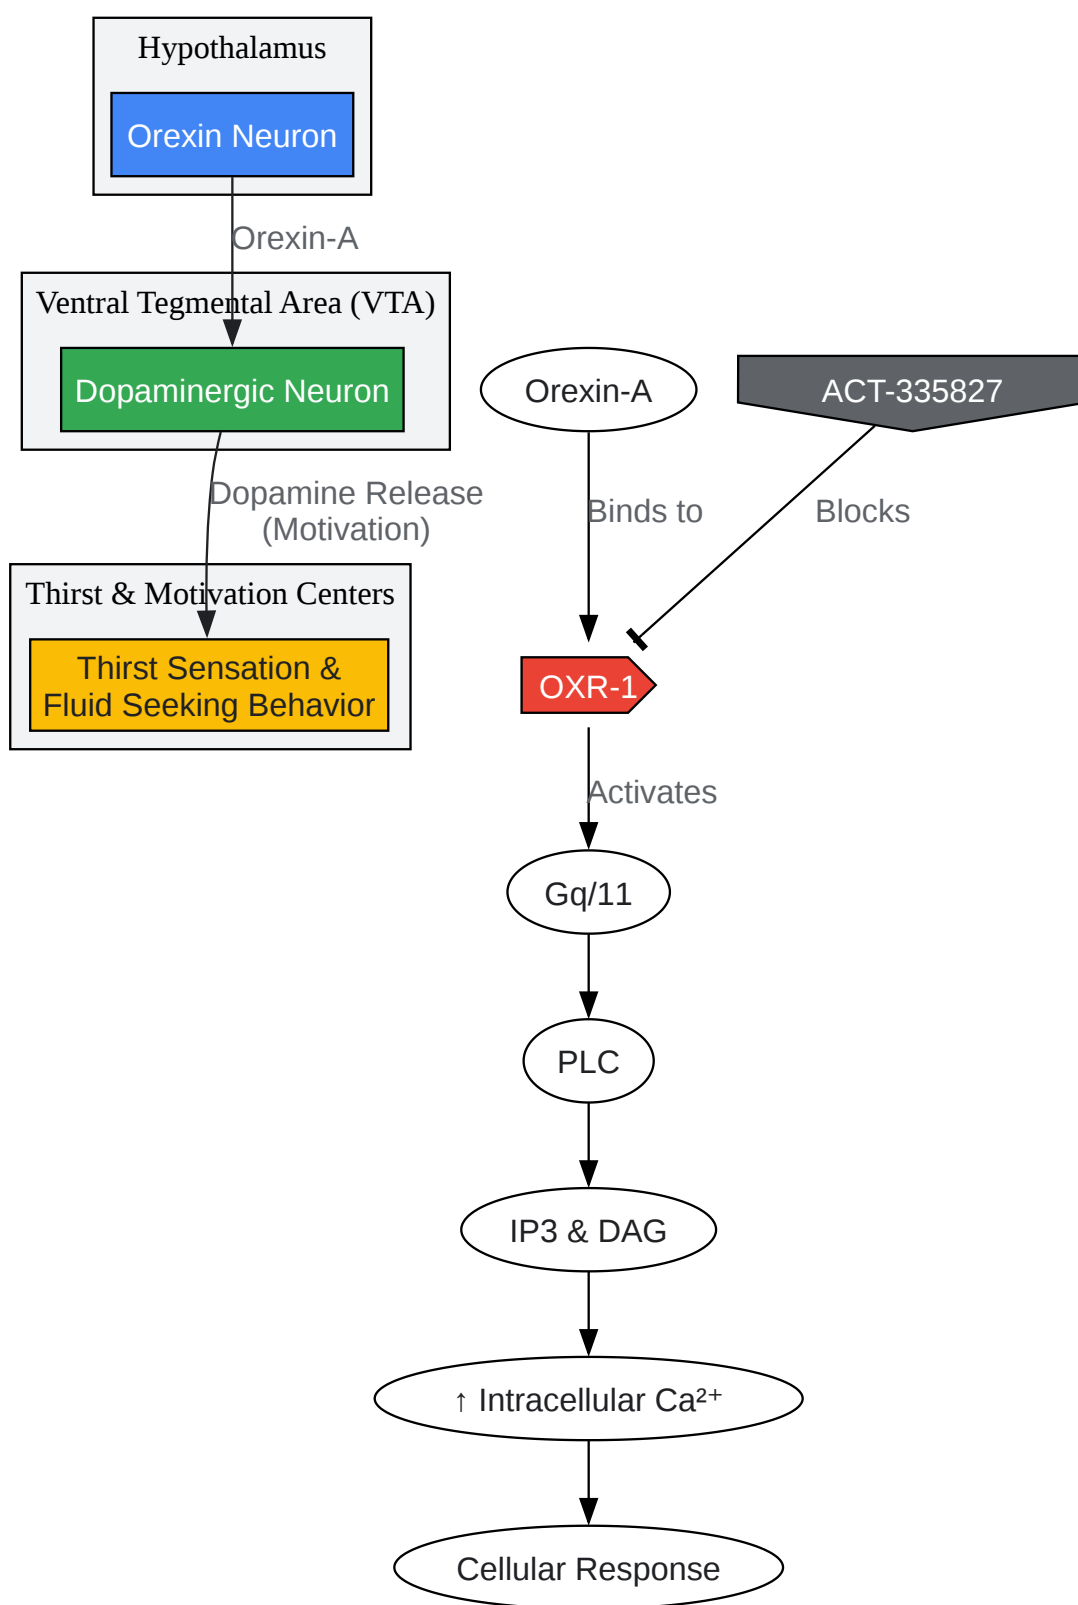 Hypothalamus
Orexin Neuron
Orexin-A
Ventral Tegmental Area (VTA)
Dopaminergic Neuron
Dopamine Release
(Motivation)
Thirst & Motivation Centers
Thirst Sensation &
Fluid Seeking Behavior
Orexin-A
ACT-335827
Binds to
Blocks
OXR-1
Activates
Gq/11
PLC
IP3 & DAG
↑ Intracellular Ca²⁺
Cellular Response